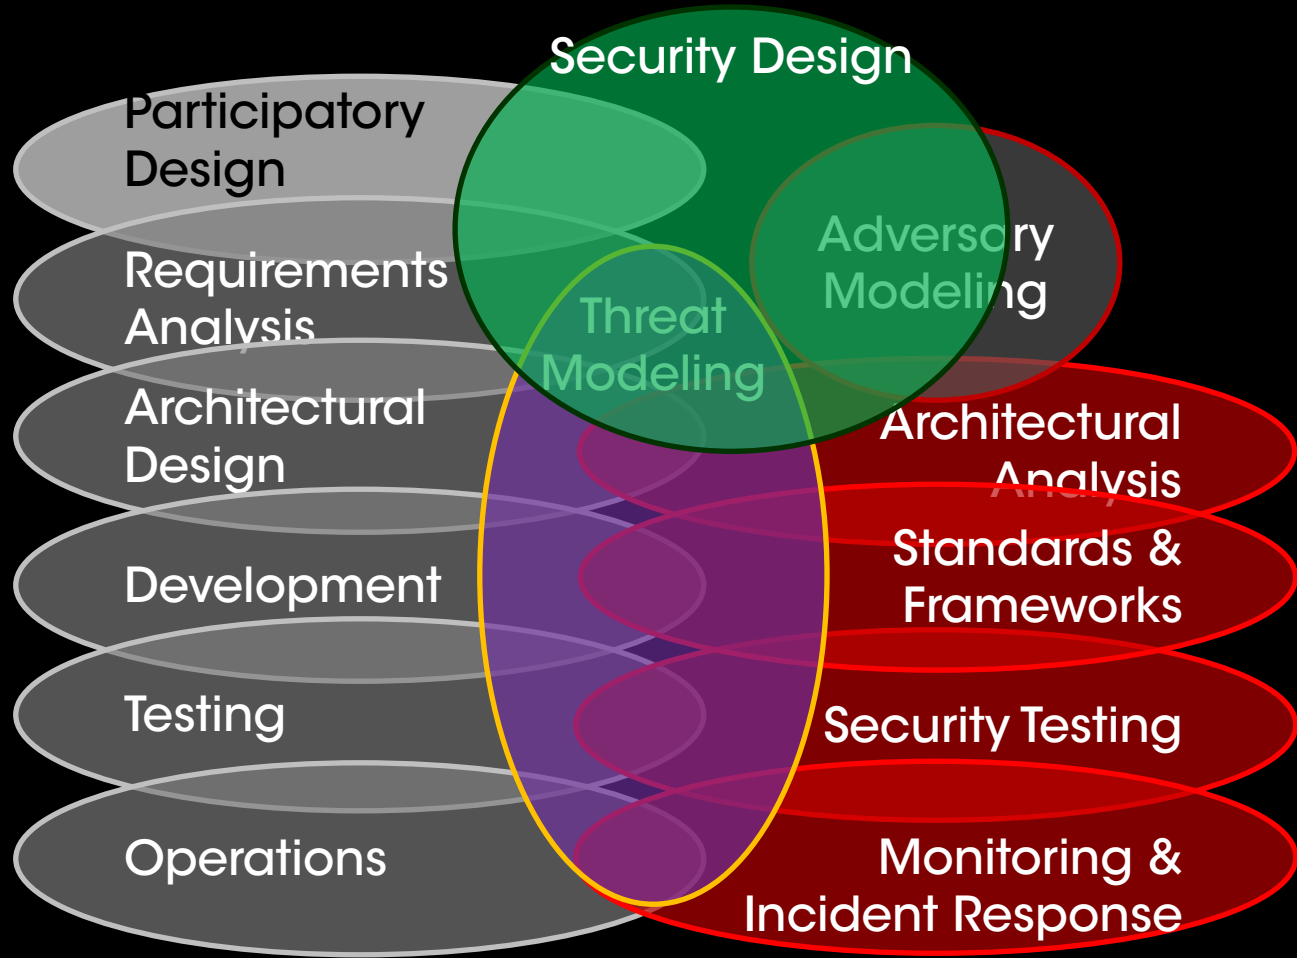 Security Design
Participatory
Design
Adversary
Modeling
Requirements
Analysis
Threat
Modeling
Architectural
Design
Architectural
Analysis
Standards &
Frameworks
Development
Testing
Security Testing
Operations
Monitoring &
Incident Response